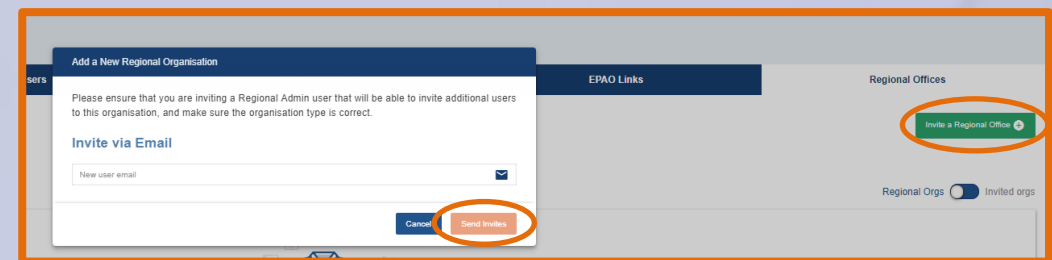 Add a New Regional Organisation
sers
EPAO Links
Regional Offices
Please ensure that you are inviting a Regional Admin user that will be able to invite additional users
to this organisation, and make sure the organisation type is correct.
Invite a Regional Office
Invite via Email
New user email
Regional Orgs
Invited orgs
Cancel
Send Invites